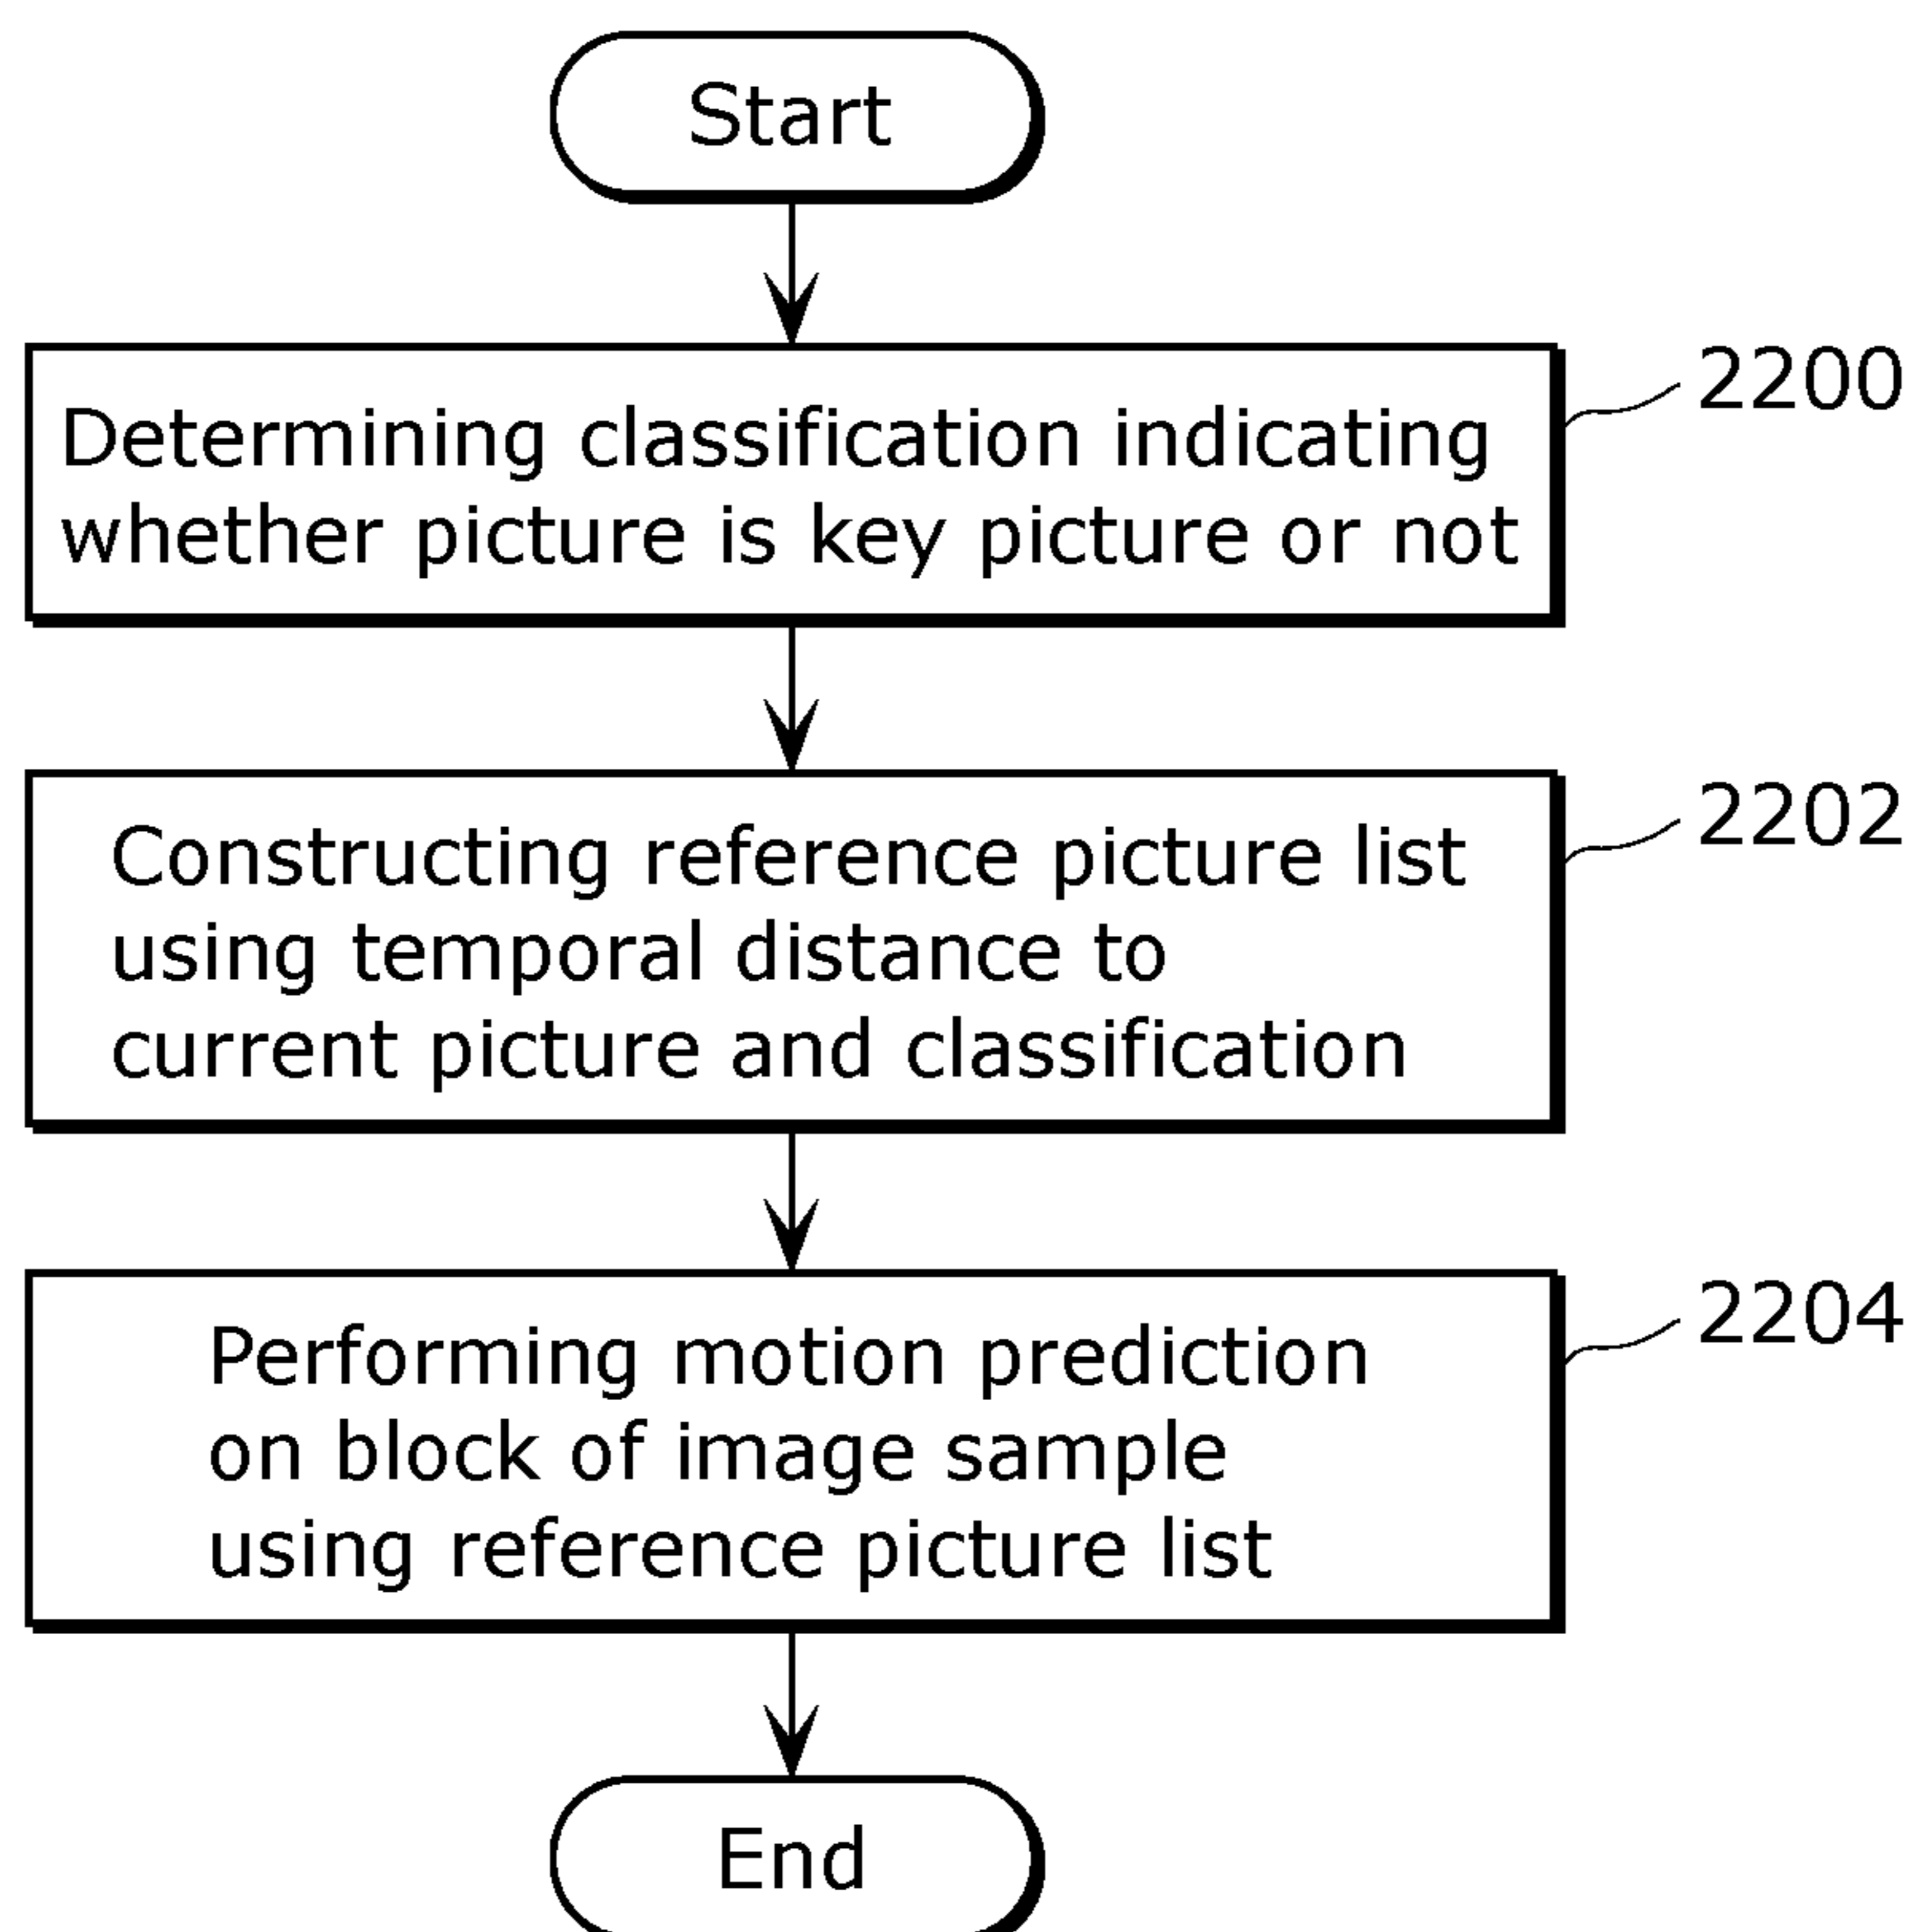 Start
2200
Determining classification indicating
whether picture is key picture or not
2202
Constructing reference picture list
using temporal distance to
current picture and classification
2204
Performing motion prediction
on block of image sample
using reference picture list
End